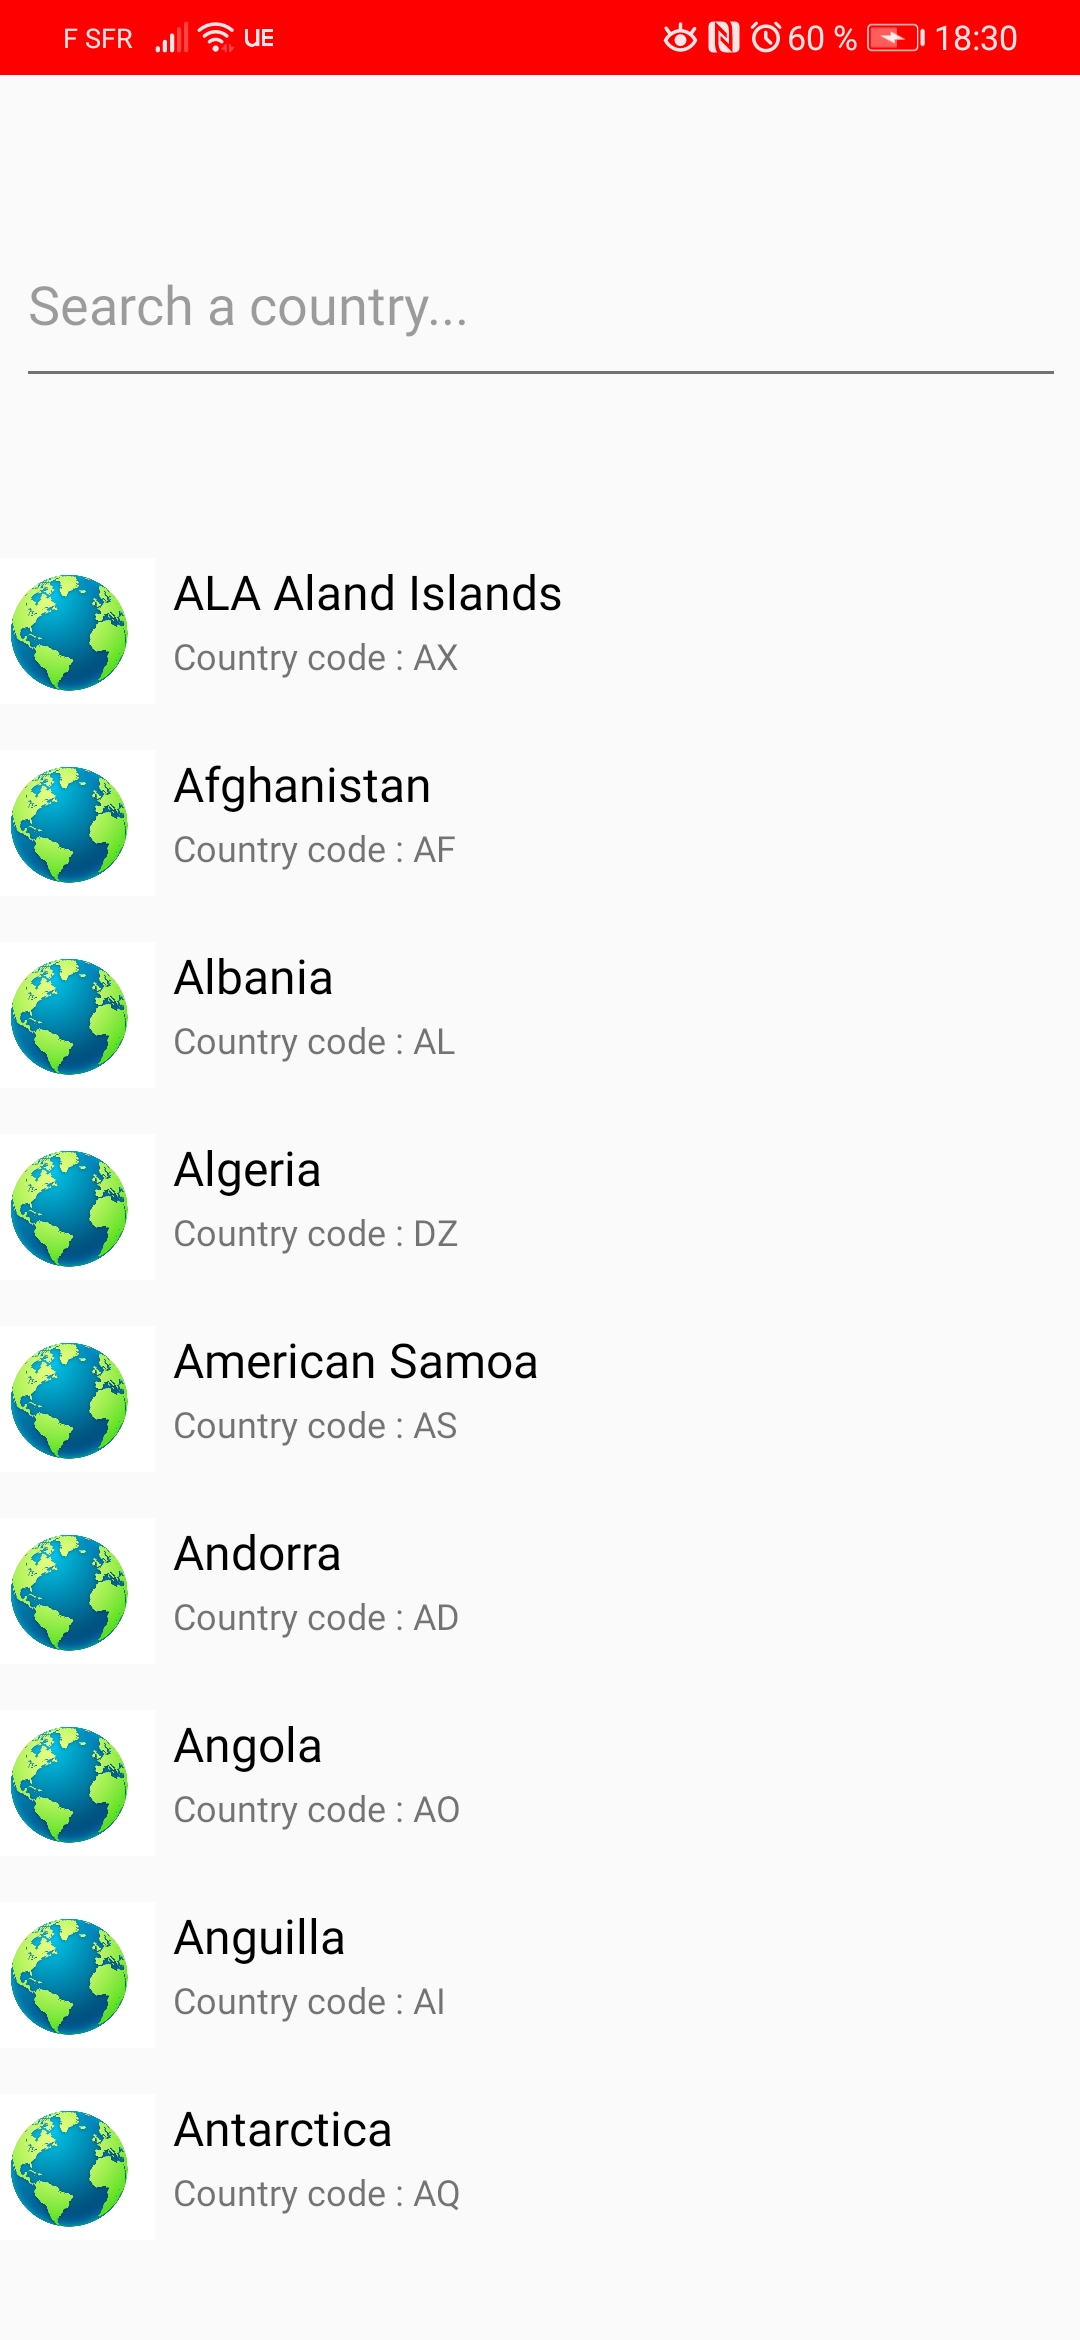 F SFR UE 60 % 18:30
Search a country...
ALA Aland Islands
Country code : AX
Afghanistan
Country code : AF
Albania
Country code : AL
Algeria
Country code : DZ
American Samoa
Country code : AS
Andorra
Country code : AD
Angola
Country code : AO
Anguilla
Country code : AI
Antarctica
Country code : AQ